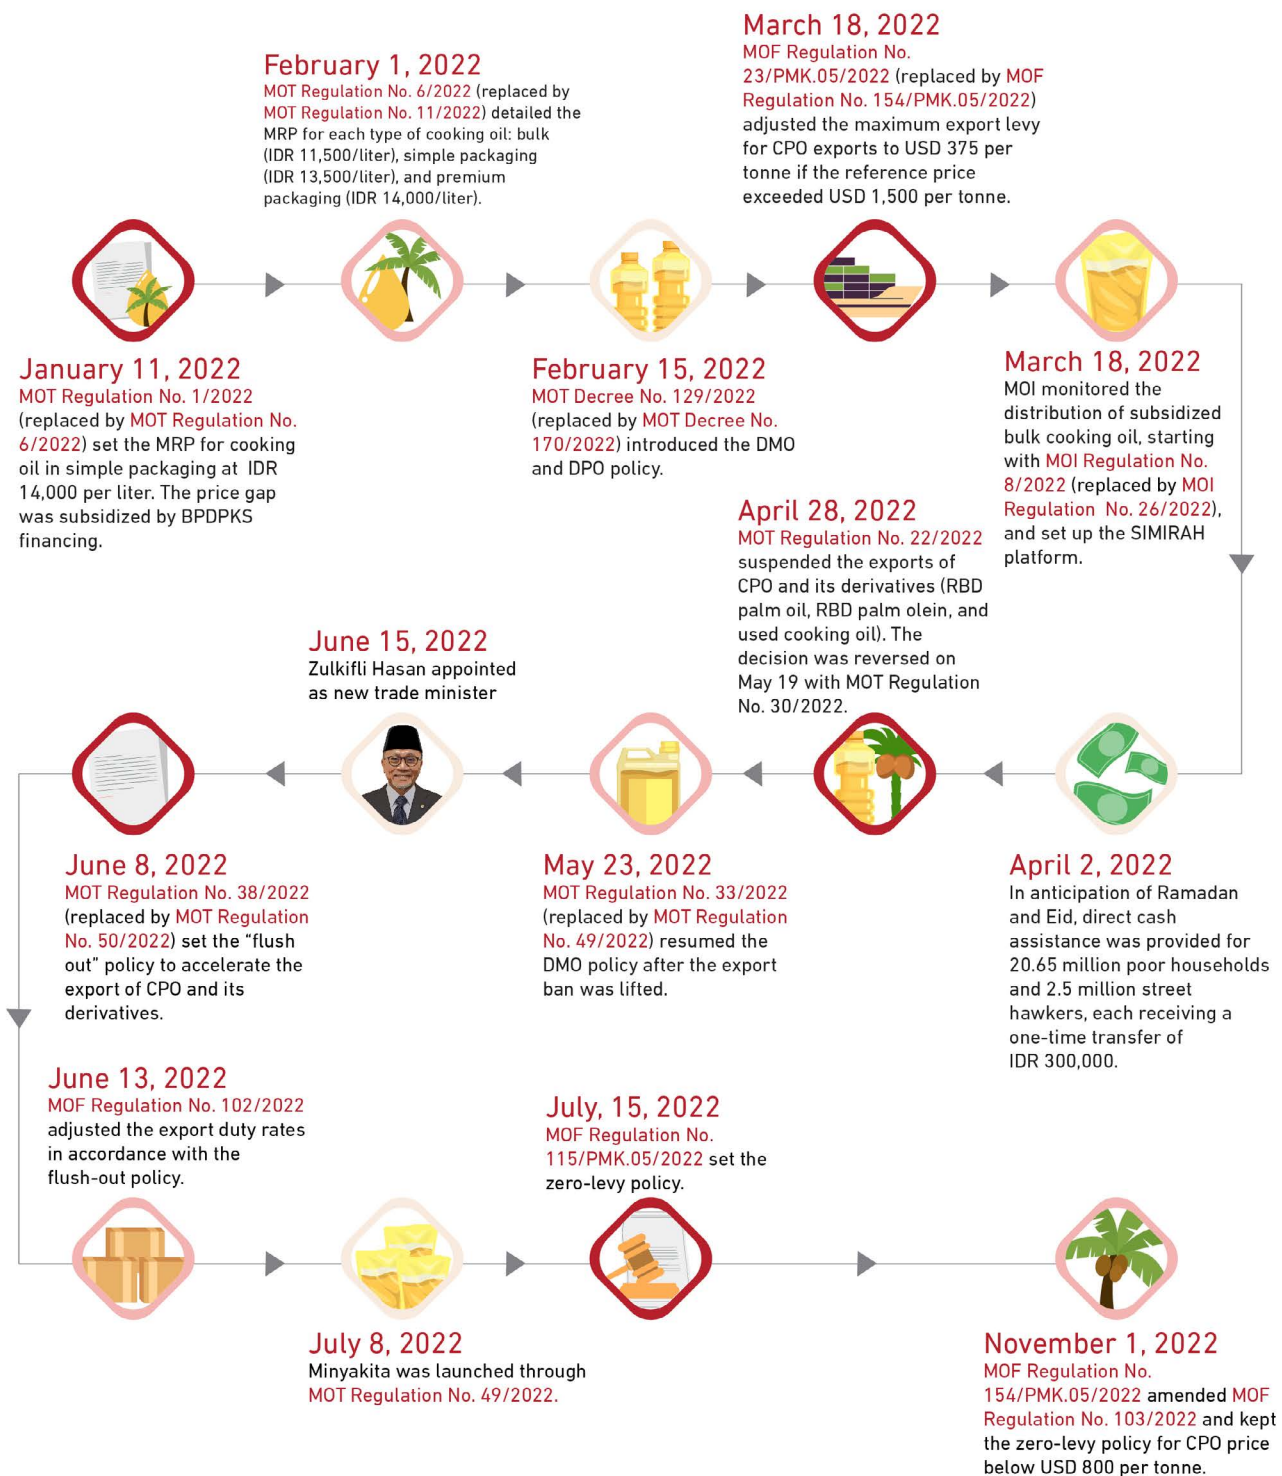 January 11, 2022
MOT Regulation No. 1/2022
(replaced by MOT Regulation No.
6/2022) set the MRP for cooking
oil in simple packaging at IDR
14,000 per liter. The price gap
was subsidized by BPDPKS
financing.
February 1, 2022
MOT Regulation No. 6/2022 (replaced by
MOT Regulation No. 11/2022) detailed the
MRP for each type of cooking oil: bulk
(IDR 11,500/liter), simple packaging
(IDR 13,500/liter), and premium
packaging (IDR 14,000/liter).
February 15, 2022
MOT Decree No. 129/2022
(replaced by MOT Decree No.
170/2022) introduced the DMO
and DPO policy.
March 18, 2022
MOF Regulation No.
23/PMK.05/2022 (replaced by MOF
Regulation No. 154/PMK.05/2022)
adjusted the maximum export levy
for CPO exports to USD 375 per
tonne if the reference price
exceeded USD 1,500 per tonne.
March 18, 2022
MOI monitored the
distribution of subsidized
bulk cooking oil, starting
with MOI Regulation No.
8/2022 (replaced by MOI
Regulation No. 26/2022),
and set up the SIMIRAH
platform.
April 2, 2022
In anticipation of Ramadan
and Eid, direct cash
assistance was provided for
20.65 million poor households
and 2.5 million street
hawkers, each receiving a
one-time transfer of
IDR 300,000.
April 28, 2022
MOT Regulation No. 22/2022
suspended the exports of
CPO and its derivatives (RBD
palm oil, RBD palm olein, and
used cooking oil). The
decision was reversed on
May 19 with MOT Regulation
No. 30/2022.
May 23, 2022
MOT Regulation No. 33/2022
(replaced by MOT Regulation
No. 49/2022) resumed the
DMO policy after the export
ban was lifted.
June 15, 2022
Zulkifli Hasan appointed
as new trade minister
June 8, 2022
MOT Regulation No. 38/2022
(replaced by MOT Regulation
No. 50/2022) set the “flush
out” policy to accelerate the
export of CPO and its
derivatives.
June 13, 2022
MOF Regulation No. 102/2022
adjusted the export duty rates
in accordance with the
flush-out policy.
July 8, 2022
Minyakita was launched through
MOT Regulation No. 49/2022.
July, 15, 2022
MOF Regulation No.
115/PMK.05/2022 set the
zero-levy policy.
November 1, 2022
MOF Regulation No.
154/PMK.05/2022 amended MOF
Regulation No. 103/2022 and kept
the zero-levy policy for CPO price
below USD 800 per tonne.